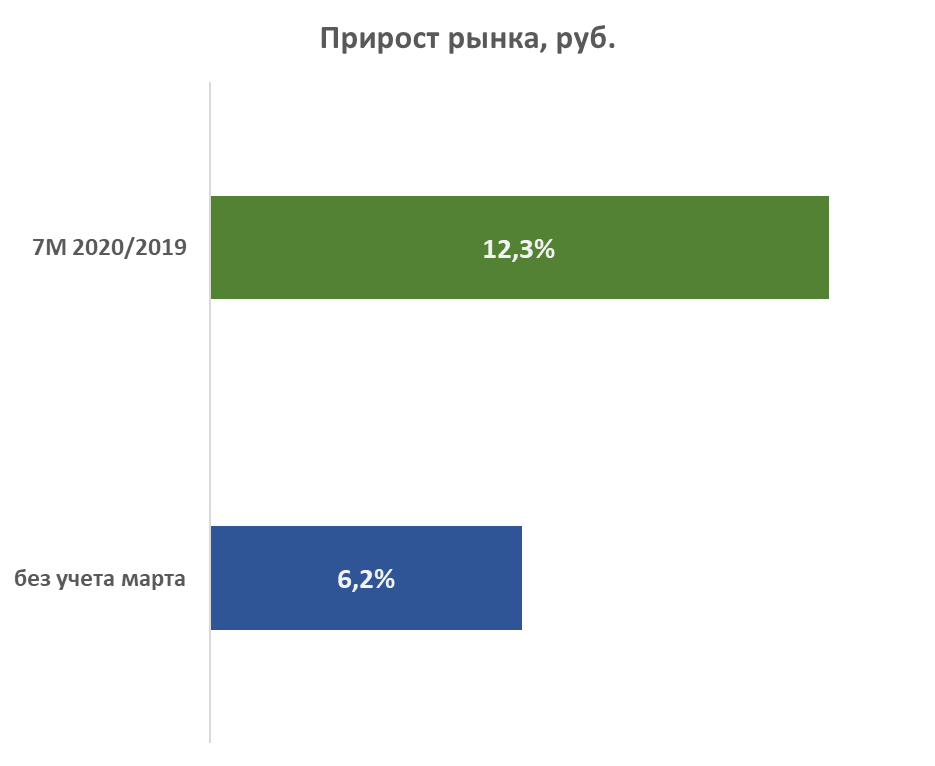 Прирост рынка, руб.
7М 2020/2019
12,3%
без учета марта
6,2%